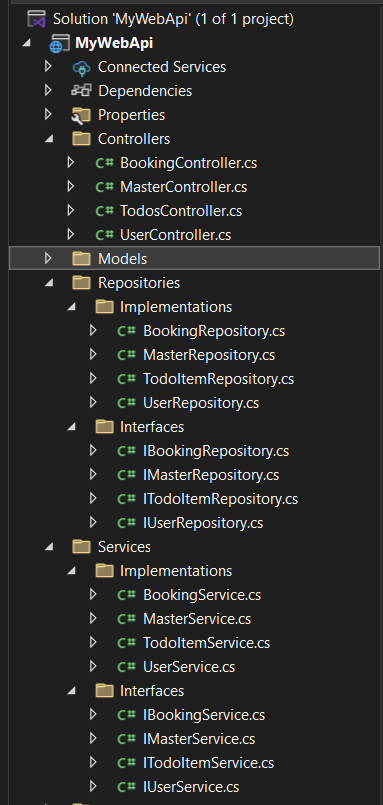 Solution 'MyWebApi' (1 of 1 project)
MyWebApi
Connected Services
Dependencies
Properties
Controllers
C# BookingController.cs
C# MasterController.cs
C# TodosController.cs
C# UserController.cs
Models
Repositories
Implementations
C# BookingRepository.cs
C# MasterRepository.cs
C# TodoItemRepository.cs
C# UserRepository.cs
Interfaces
C# IBookingRepository.cs
C# IMasterRepository.cs
C# ITodoItemRepository.cs
C# IUserRepository.cs
Services
Implementations
C# BookingService.cs
C# MasterService.cs
C# TodoItemService.cs
C# UserService.cs
Interfaces
C# IBookingService.cs
C# IMasterService.cs
C# ITodoItemService.cs
C# IUserService.cs